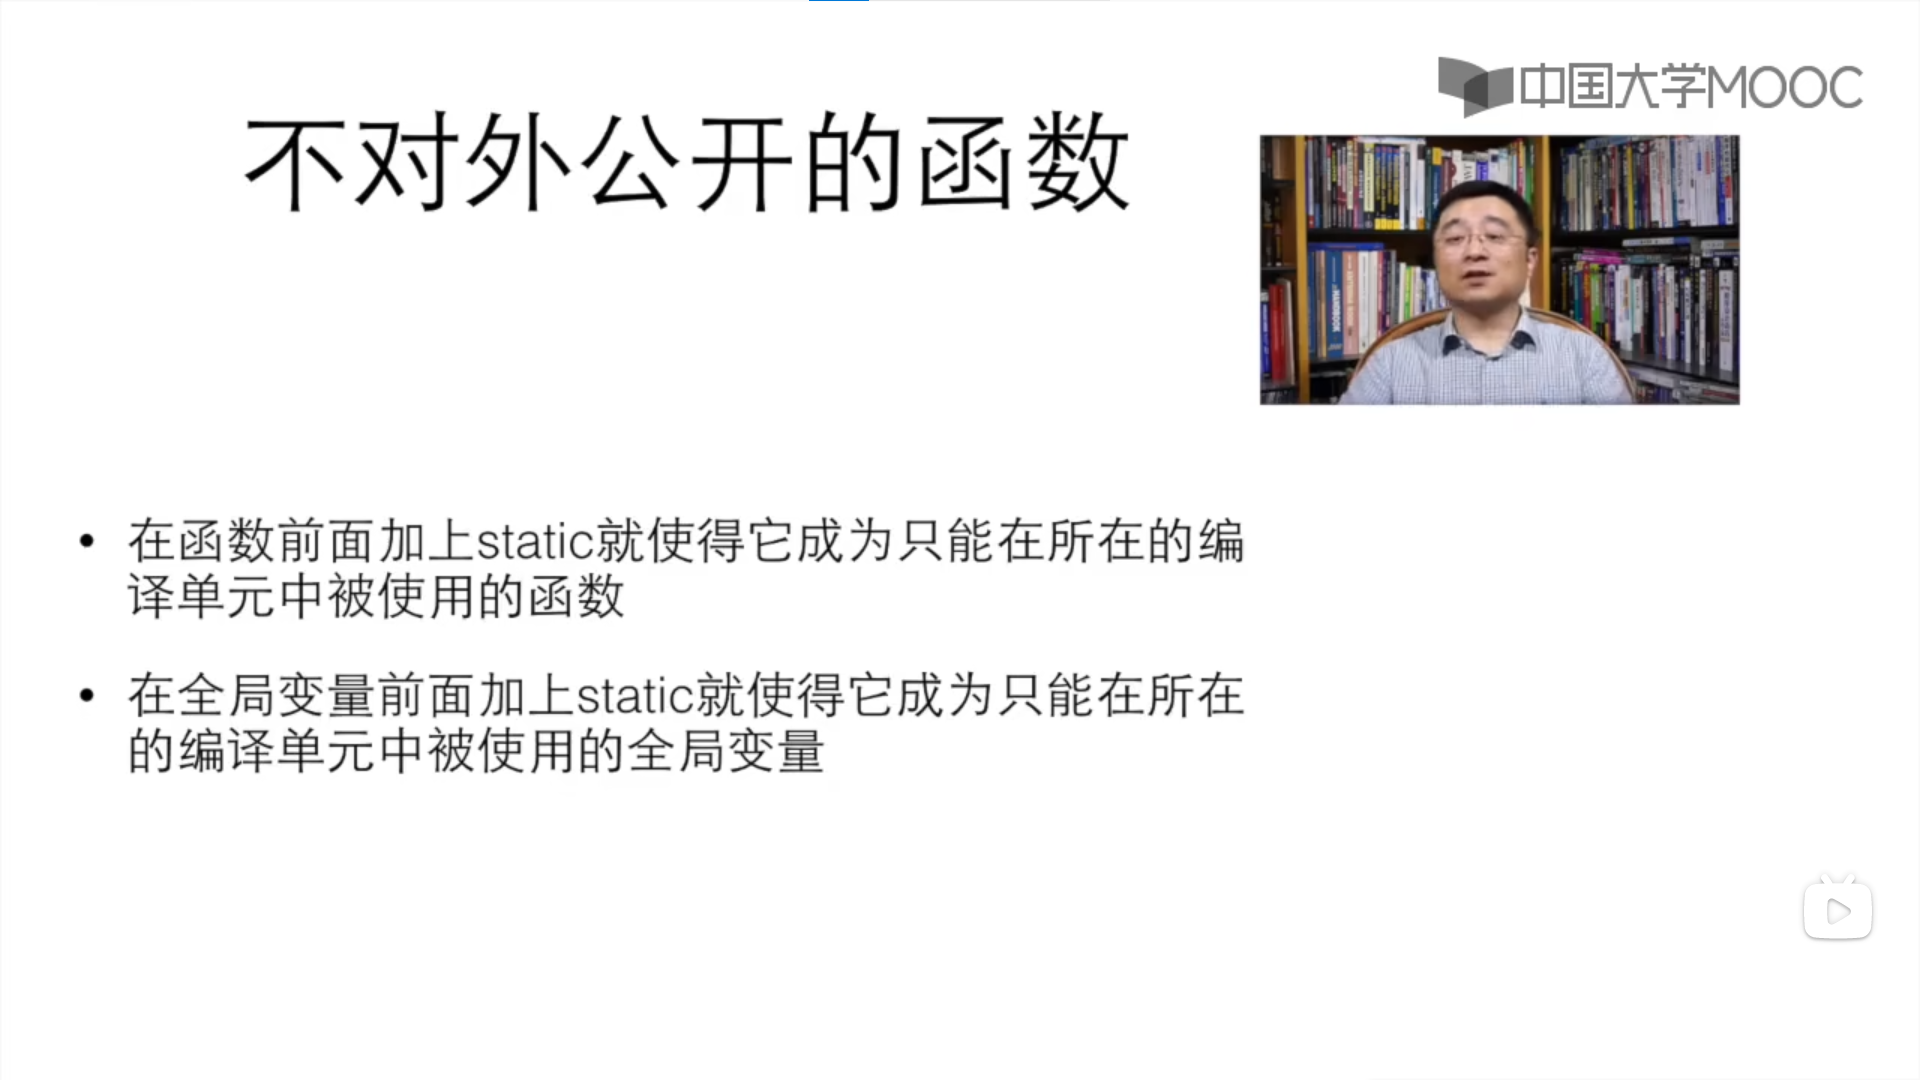 中国大学MOOC
不对外公开的函数
• 在函数前面加上static就使得它成为只能在所在的编
译单元中被使用的函数
• 在全局变量前面加上static就使得它成为只能在所在
的编译单元中被使用的全局变量